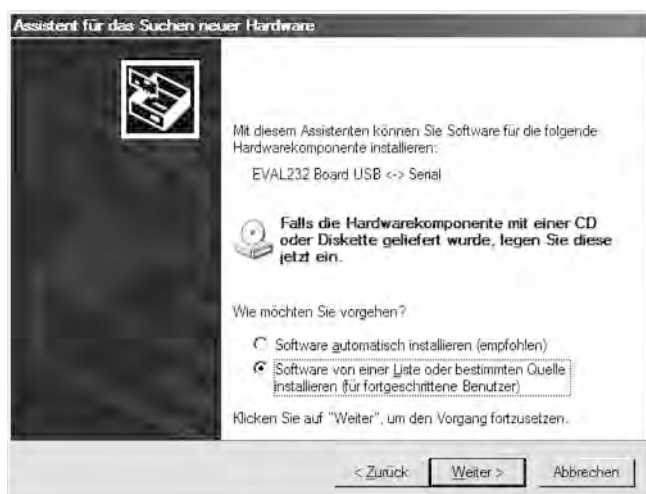 Assistent für das Suchen neuer Hardware
Mit diesem Assistenten können Sie Software für die folgende
Hardwarekomponente installieren:
EVAL232 Board USB <-> Serial
Falls die Hardwarekomponente mit einer CD
oder Diskette geliefert wurde, legen Sie diese
jetzt ein.
Wie möchten Sie vorgehen?
Software automatisch installieren (empfohlen)
Software von einer Liste oder bestimmten Quelle
installieren (für fortgeschrittene Benutzer)
Klicken Sie auf "Weiter", um den Vorgang fortzusetzen.
< Zurück Weiter > Abbrechen